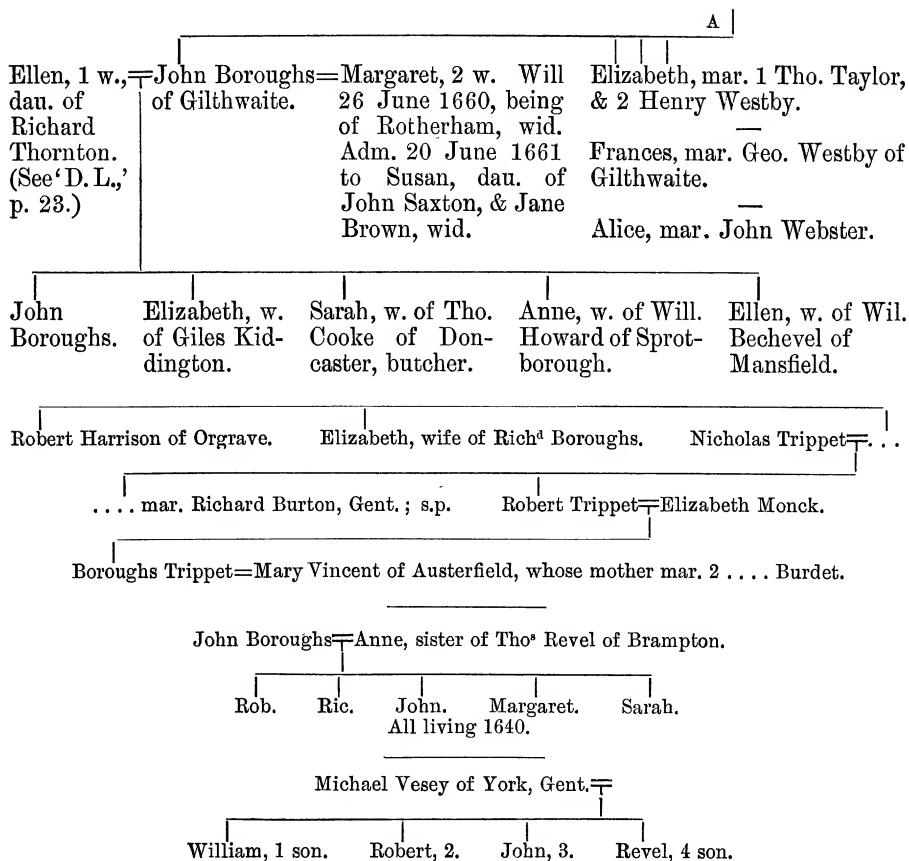 A
Ellen, 1 w.,
dau. of
Richard
Thornton.
(See ‘D. L.,’
p. 23.)
=John Boroughs=
of Gilthwaite.
Margaret, 2 w. Will
26 June 1660, being
of Rotherham, wid.
Adm. 20 June 1661
to Susan, dau. of
John Saxton, & Jane
Brown, wid.
Elizabeth, mar. 1 Tho. Taylor,
& 2 Henry Westby.
—
Frances, mar. Geo. Westby of
Gilthwaite.
—
Alice, mar. John Webster.
John
Boroughs.
Elizabeth, w.
of Giles Kid-
dington.
Sarah, w. of Tho.
Cooke of Don-
caster, butcher.
Anne, w. of Will.
Howard of Sprot-
borough.
Ellen, w. of Wil.
Bechevel of
Mansfield.
Robert Harrison of Orgrave. Elizabeth, wife of Richᵈ Boroughs. Nicholas Trippet=. . .
. . . . mar. Richard Burton, Gent. ; s.p. Robert Trippet=Elizabeth Monck.
Boroughs Trippet=Mary Vincent of Austerfield, whose mother mar. 2 . . . . Burdet.
John Boroughs=Anne, sister of Thoˢ Revel of Brampton.
Rob. Ric. John. Margaret. Sarah.
All living 1640.
Michael Vesey of York, Gent.=
William, 1 son. Robert, 2. John, 3. Revel, 4 son.